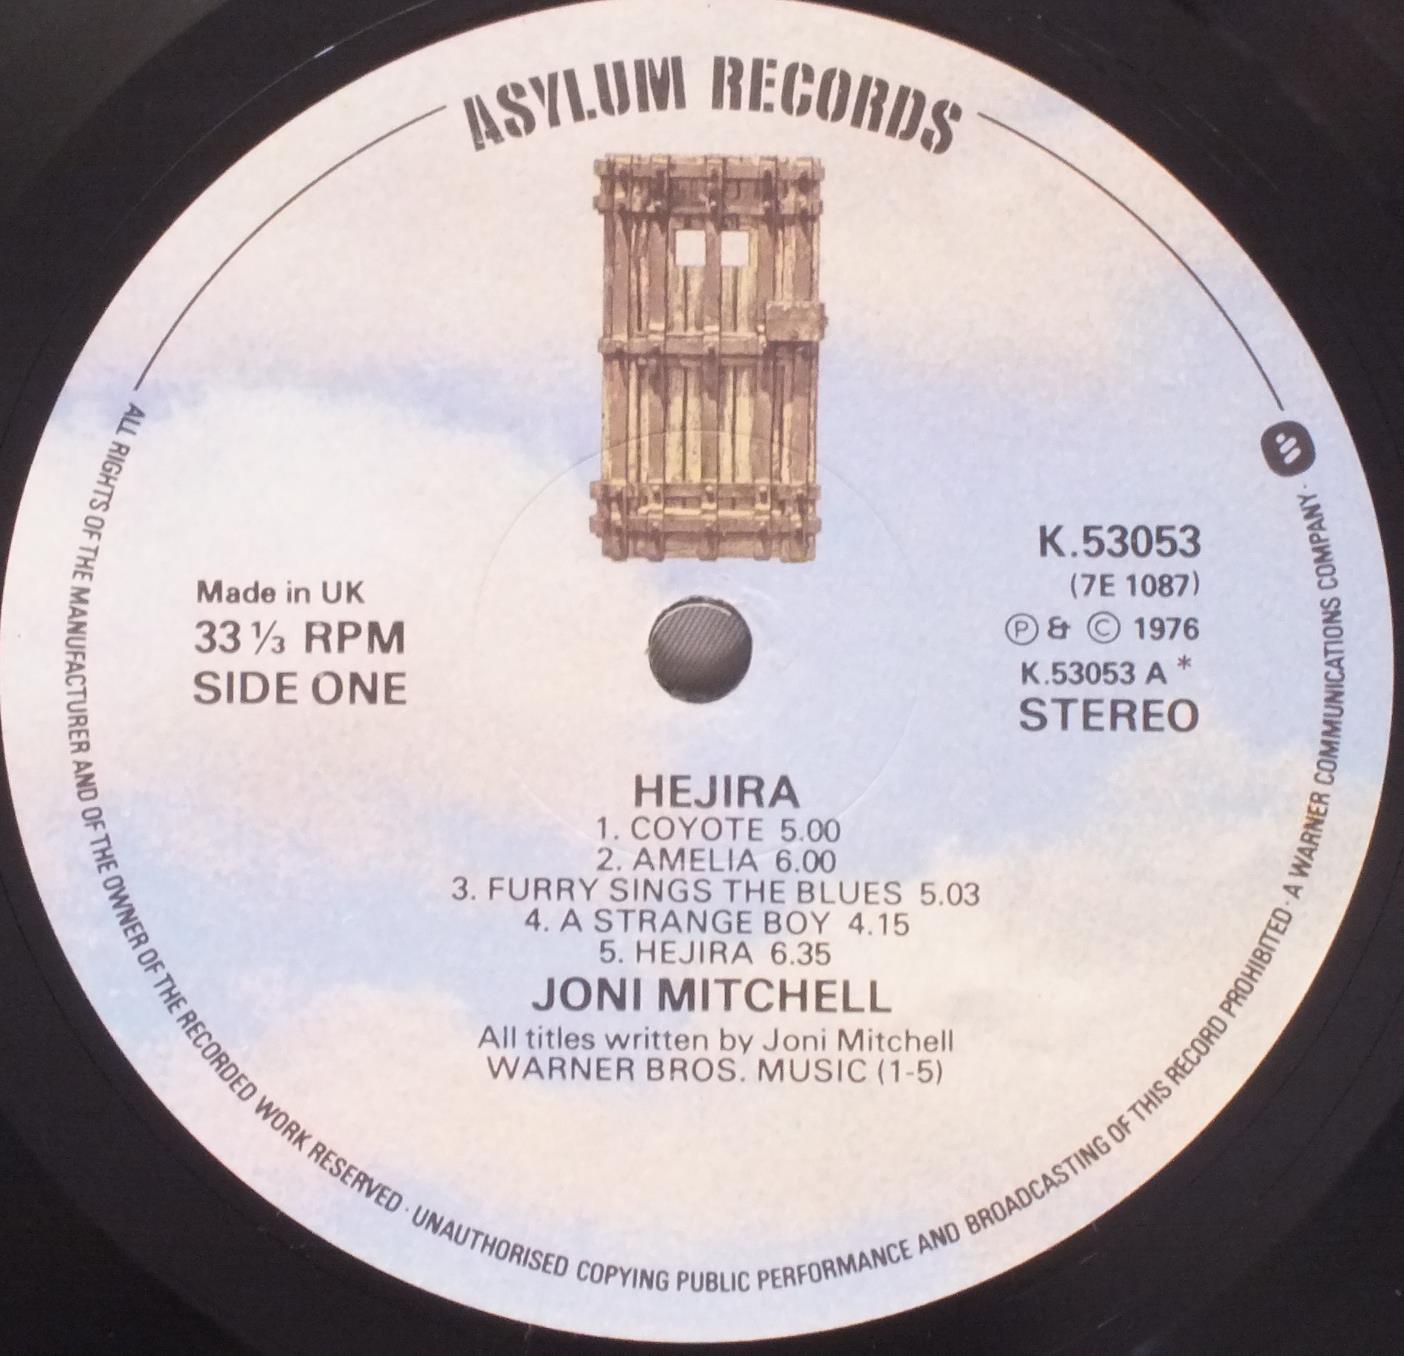 ASYLUM RECORDS
Made in UK
33 ⅓ RPM
SIDE ONE
K.53053
(7E 1087)
Ⓟ & © 1976
K.53053 A *
STEREO
HEJIRA
1. COYOTE 5.00
2. AMELIA 6.00
3. FURRY SINGS THE BLUES 5.03
4. A STRANGE BOY 4.15
5. HEJIRA 6.35
JONI MITCHELL
All titles written by Joni Mitchell
WARNER BROS. MUSIC (1-5)
ALL RIGHTS OF THE MANUFACTURER AND OF THE OWNER OF THE RECORDED WORK RESERVED · UNAUTHORISED COPYING PUBLIC PERFORMANCE AND BROADCASTING OF THIS RECORD PROHIBITED · A WARNER COMMUNICATIONS COMPANY ·